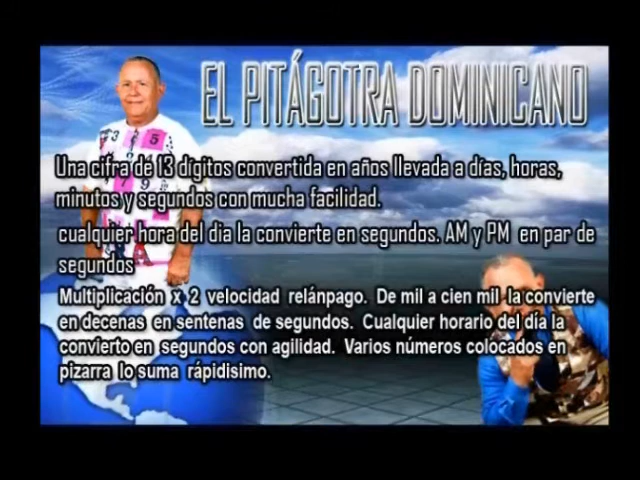 EL PITÁGOTRA DOMINICANO
Una cifra de 13 dígitos convertida en años llevada a días, horas,
minutos y segundos con mucha facilidad.
cualquier hora del dia la convierte en segundos. AM y PM en par de
segundos
Multiplicación x 2 velocidad relánpago. De mil a cien mil la convierte
en decenas en sentenas de segundos. Cualquier horario del día la
convierto en segundos con agilidad. Varios números colocados en
pizarra lo suma rápidisimo.